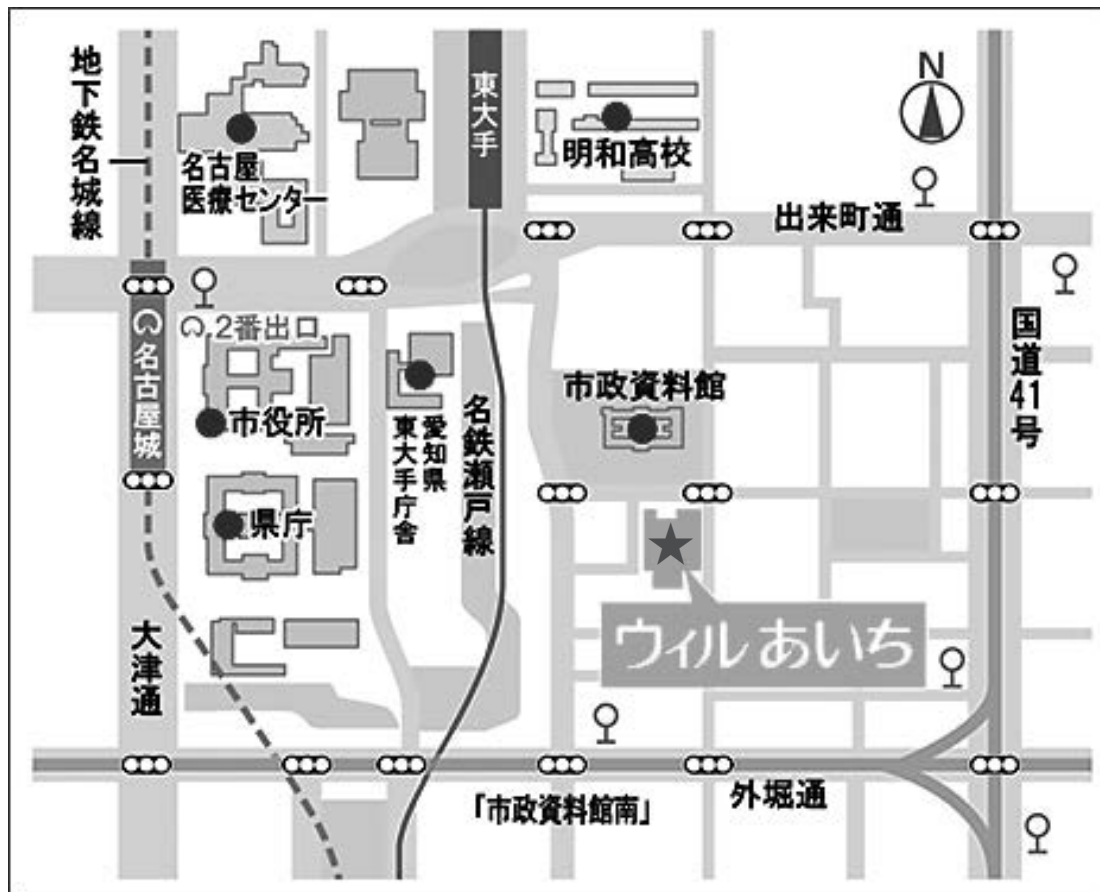 地下鉄名城線
東大手
N
名古屋
医療センター
明和高校
出来町通
2番出口
名古屋城
市役所
愛知県
東大手庁舎
名鉄瀬戸線
市政資料館
国道41号
県庁
ウィルあいち
大津通
「市政資料館南」
外堀通